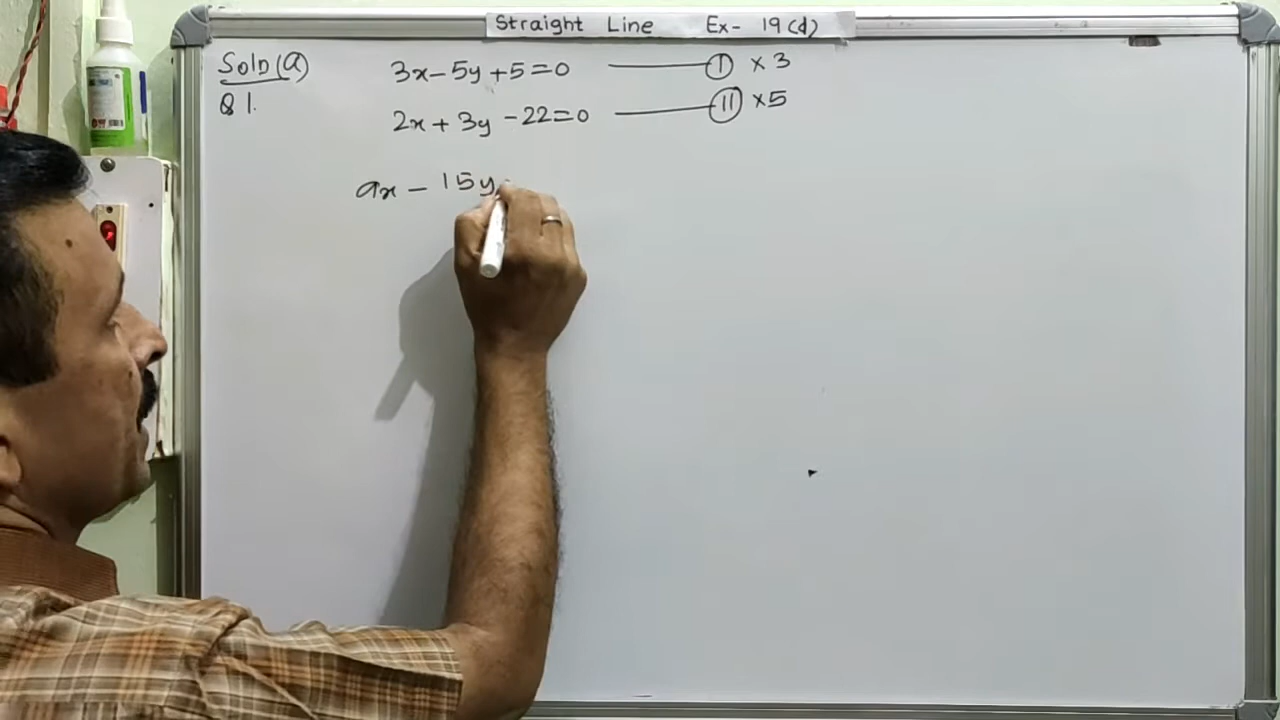 Straight Line Ex- 19(d)
Soln(a)
Q 1.
3x-5y+5=0 —— I ×3
2x+3y-22=0 —— II ×5
9x-15y